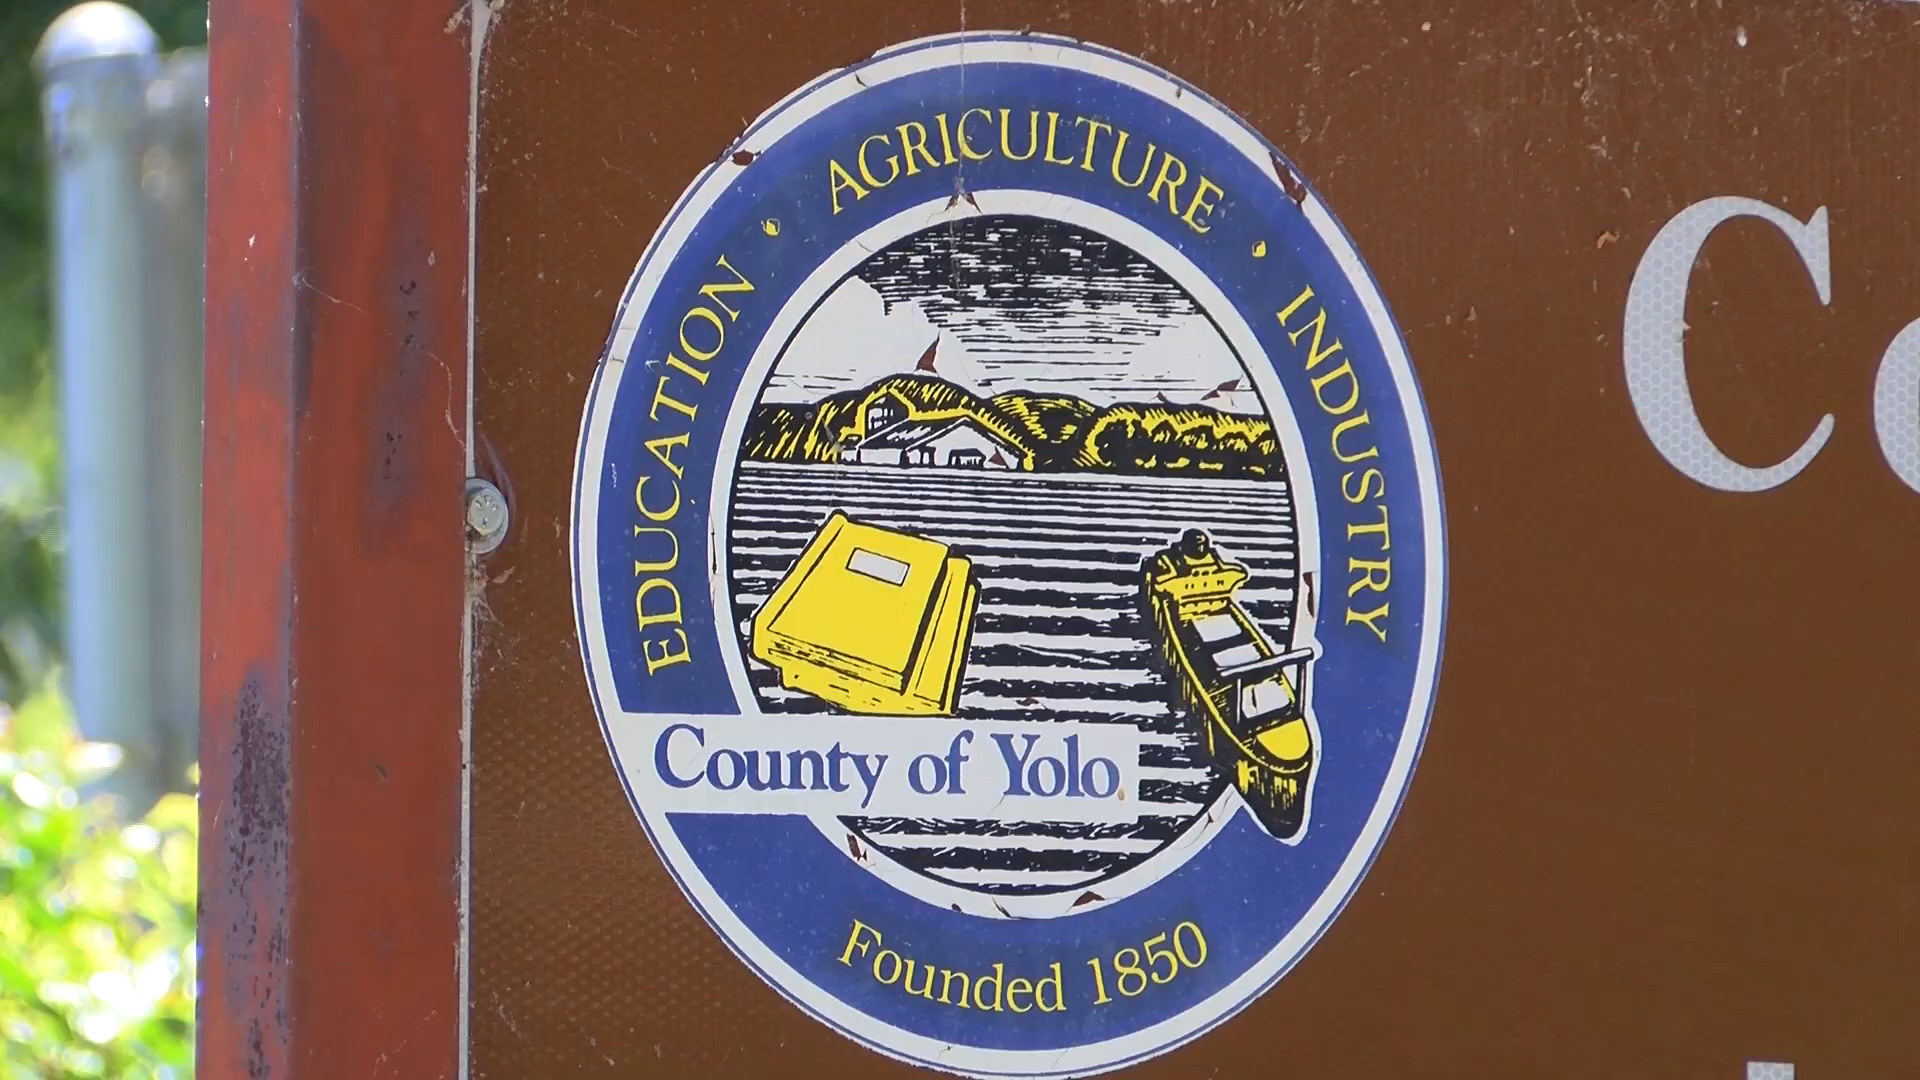 EDUCATION · AGRICULTURE · INDUSTRY
County of Yolo
Founded 1850
C